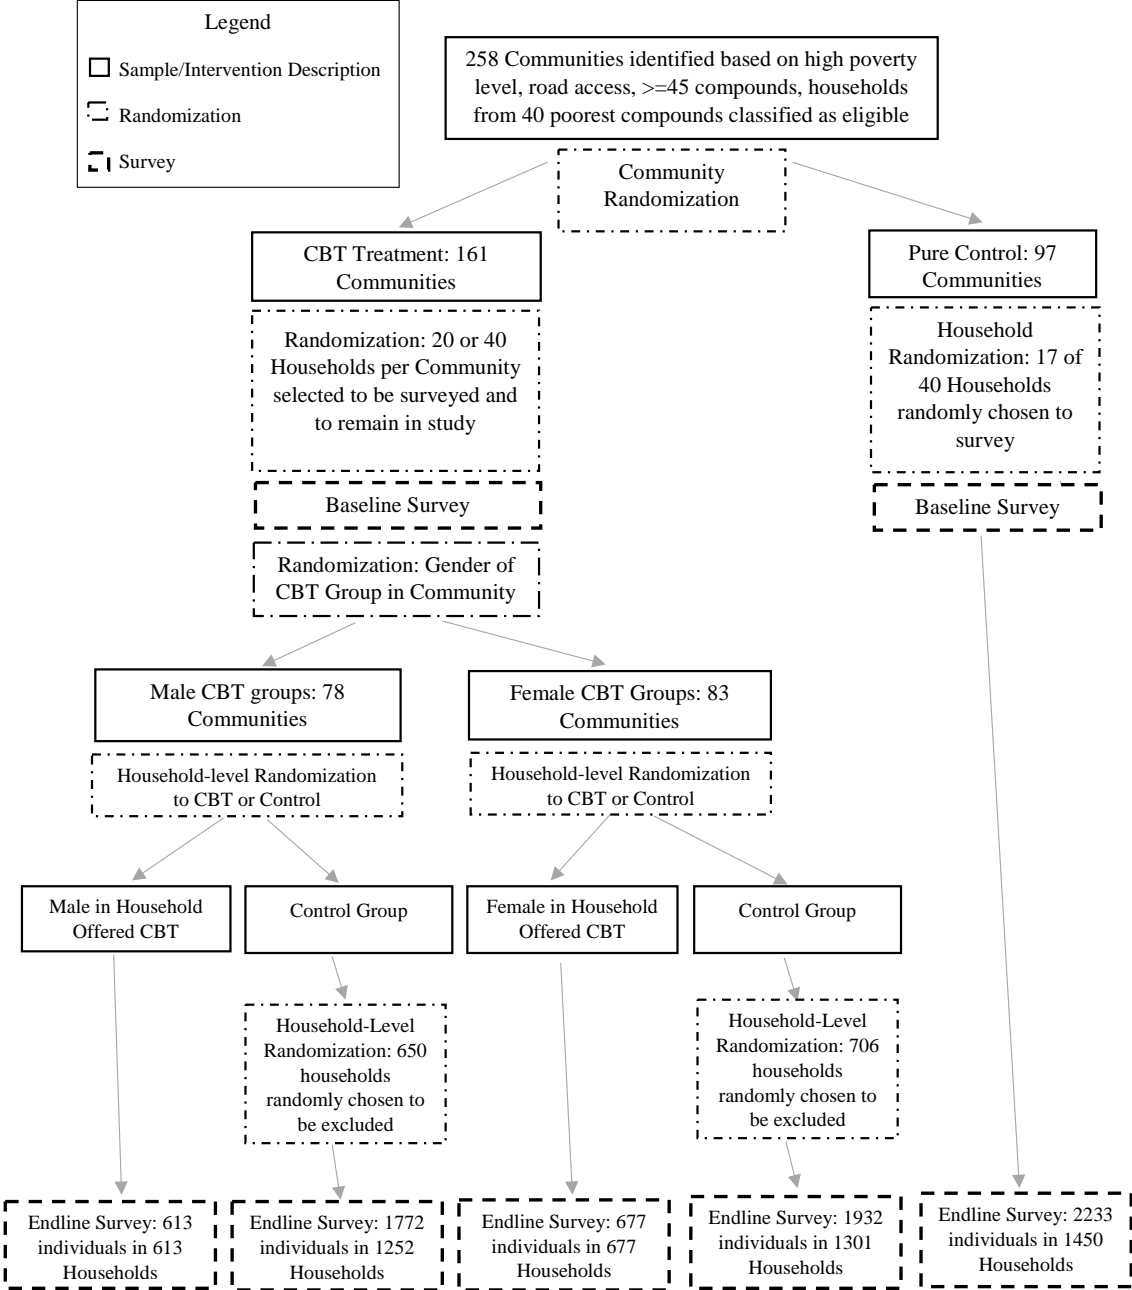 Legend
Sample/Intervention Description
Randomization
Survey
258 Communities identified based on high poverty
level, road access, >=45 compounds, households
from 40 poorest compounds classified as eligible
Community
Randomization
CBT Treatment: 161
Communities
Pure Control: 97
Communities
Randomization: 20 or 40
Households per Community
selected to be surveyed and
to remain in study
Household
Randomization: 17 of
40 Households
randomly chosen to
survey
Baseline Survey
Baseline Survey
Randomization: Gender of
CBT Group in Community
Male CBT groups: 78
Communities
Female CBT Groups: 83
Communities
Household-level Randomization
to CBT or Control
Household-level Randomization
to CBT or Control
Male in Household
Offered CBT
Control Group
Female in Household
Offered CBT
Control Group
Household-Level
Randomization: 650
households
randomly chosen to
be excluded
Household-Level
Randomization: 706
households
randomly chosen to
be excluded
Endline Survey: 613
individuals in 613
Households
Endline Survey: 1772
individuals in 1252
Households
Endline Survey: 677
individuals in 677
Households
Endline Survey: 1932
individuals in 1301
Households
Endline Survey: 2233
individuals in 1450
Households